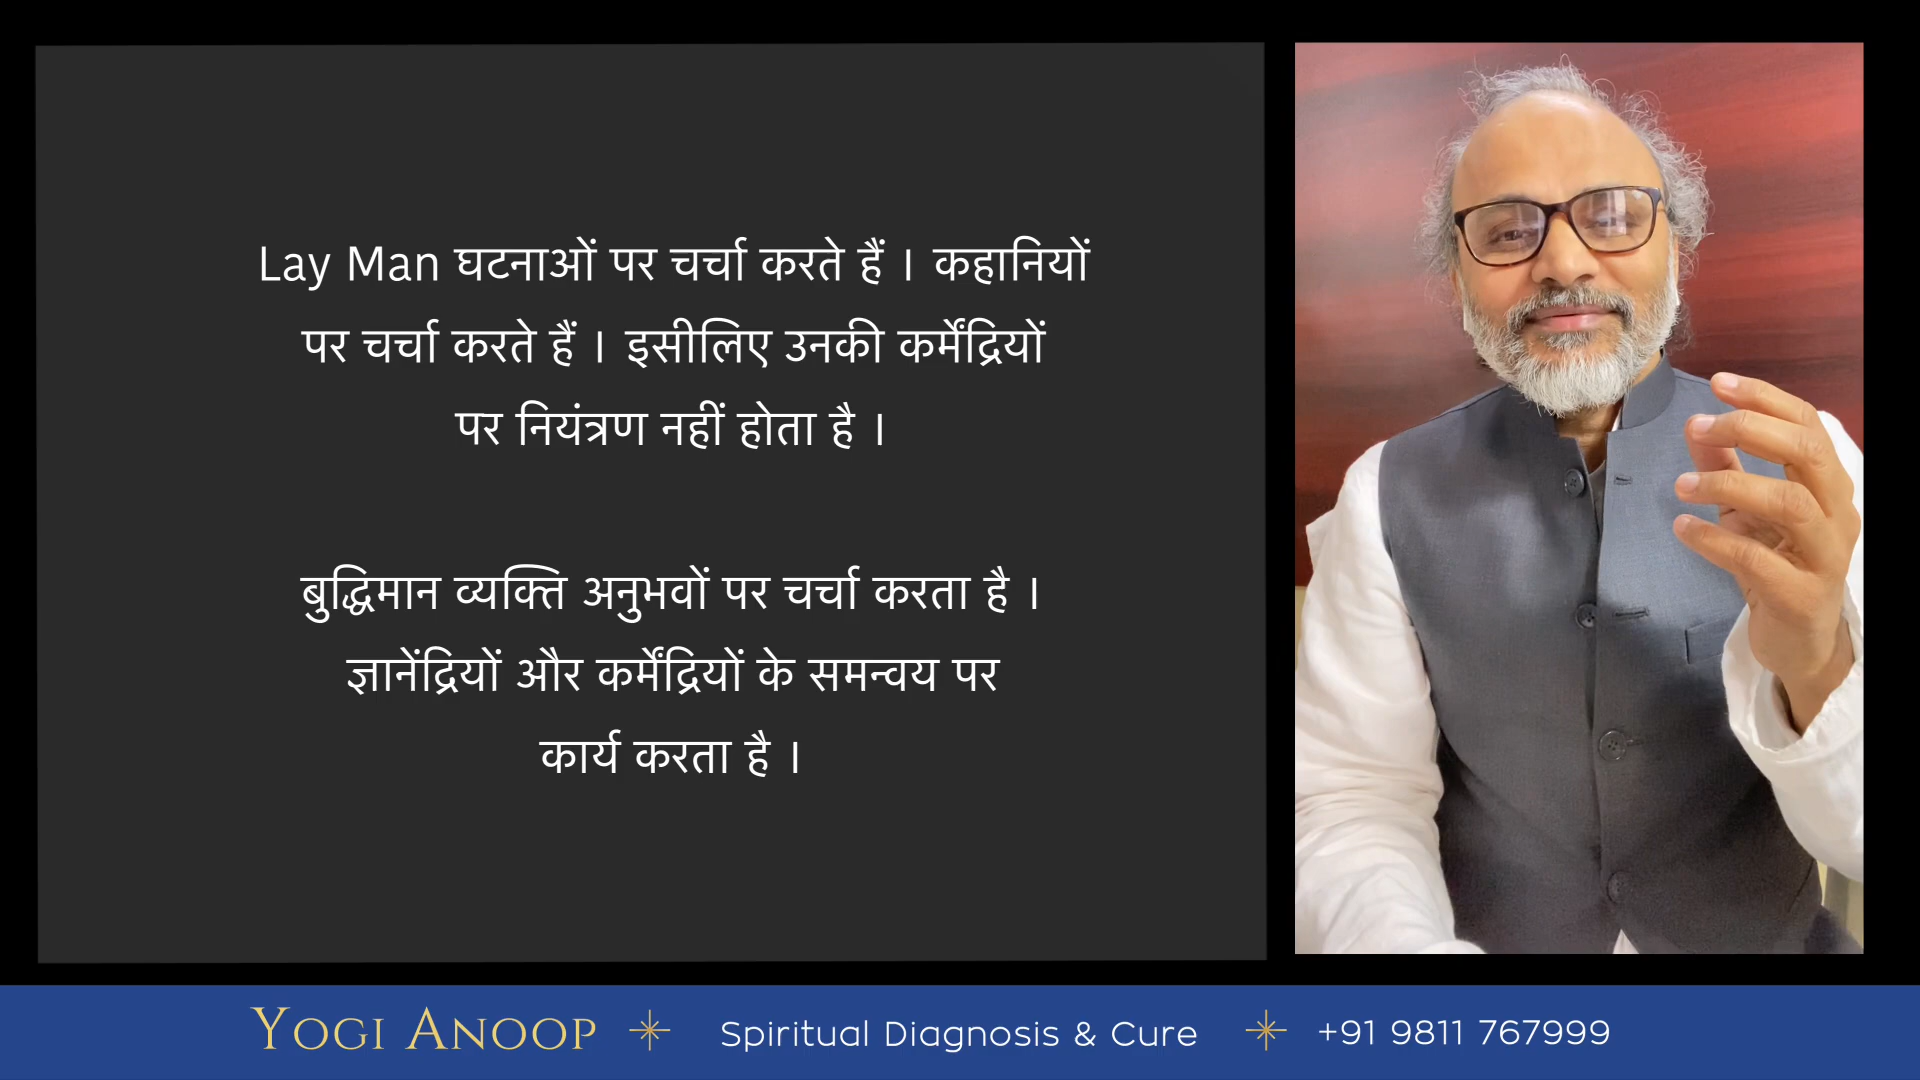 Lay Man घटनाओं पर चर्चा करते हैं । कहानियों
पर चर्चा करते हैं । इसीलिए उनकी कर्मेंद्रियों
पर नियंत्रण नहीं होता है ।
बुद्धिमान व्यक्ति अनुभवों पर चर्चा करता है ।
ज्ञानेंद्रियों और कर्मेंद्रियों के समन्वय पर
कार्य करता है ।
YOGI ANOOP Spiritual Diagnosis & Cure +91 9811 767999